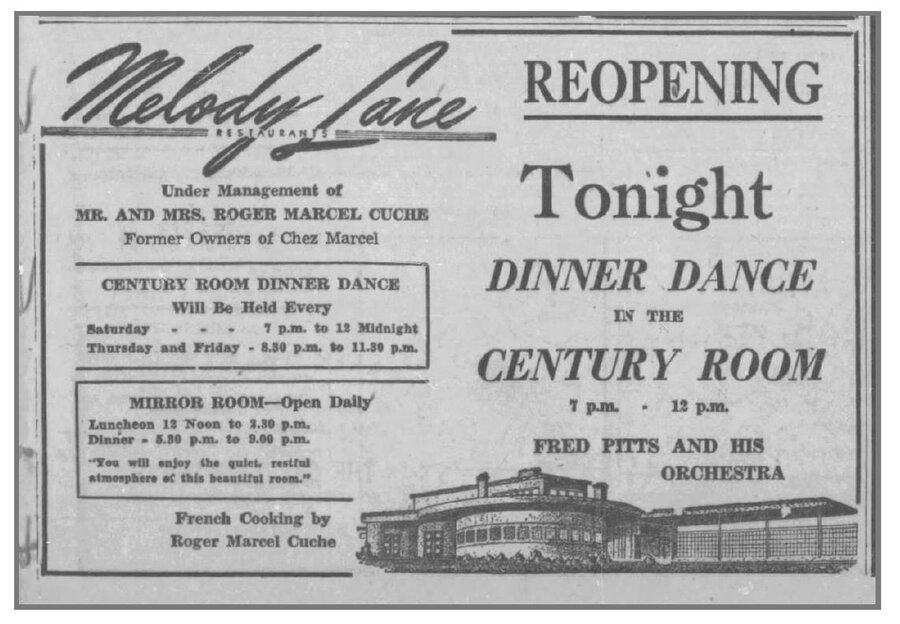 Melody Lane
RESTAURANTS
Under Management of
MR. AND MRS. ROGER MARCEL CUCHE
Former Owners of Chez Marcel
CENTURY ROOM DINNER DANCE
Will Be Held Every
Saturday - - - 7 p.m. to 12 Midnight
Thursday and Friday - 8.30 p.m. to 11.30 p.m.
MIRROR ROOM—Open Daily
Luncheon 12 Noon to 2.30 p.m.
Dinner - 5.30 p.m. to 9.00 p.m.
"You will enjoy the quiet, restful
atmosphere of this beautiful room."
French Cooking by
Roger Marcel Cuche
REOPENING
Tonight
DINNER DANCE
IN THE
CENTURY ROOM
7 p.m. - 12 p.m.
FRED PITTS AND HIS
ORCHESTRA